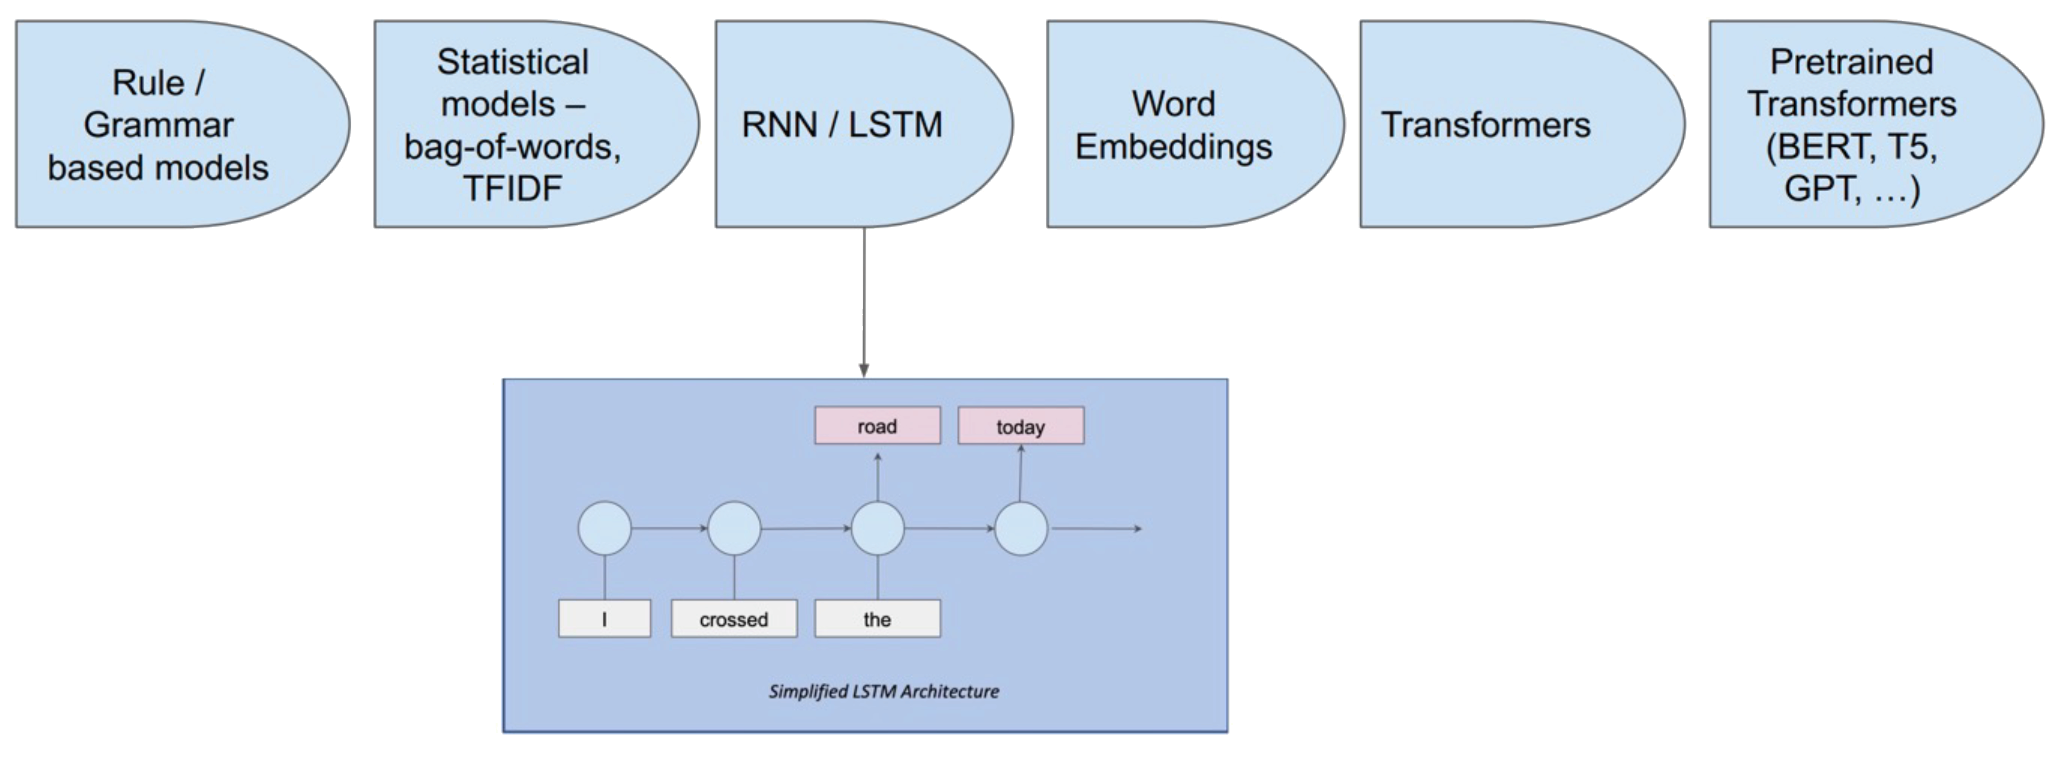 Rule /
Grammar
based models
Statistical
models –
bag-of-words,
TFIDF
RNN / LSTM
Word
Embeddings
Transformers
Pretrained
Transformers
(BERT, T5,
GPT, …)
road
today
I
crossed
the
Simplified LSTM Architecture